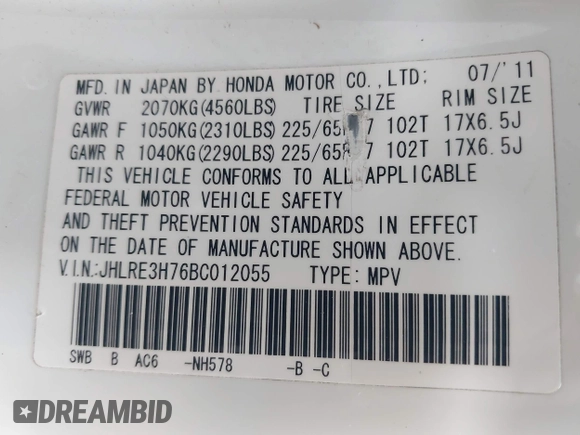 MFD. IN JAPAN BY HONDA MOTOR CO., LTD: 07/'11
GVWR 2070KG(4560LBS) TIRE SIZE RIM SIZE
GAWR F 1050KG(2310LBS) 225/65 7 102T 17X6.5J
GAWR R 1040KG(2290LBS) 225/65R 7 102T 17X6.5J
THIS VEHICLE CONFORMS TO ALL APPLICABLE
FEDERAL MOTOR VEHICLE SAFETY
AND THEFT PREVENTION STANDARDS IN EFFECT
ON THE DATE OF MANUFACTURE SHOWN ABOVE.
V.I.N:JHLRE3H76BC012055 TYPE: MPV
SWB B AC6 -NH578 -B -C
DREAMBID